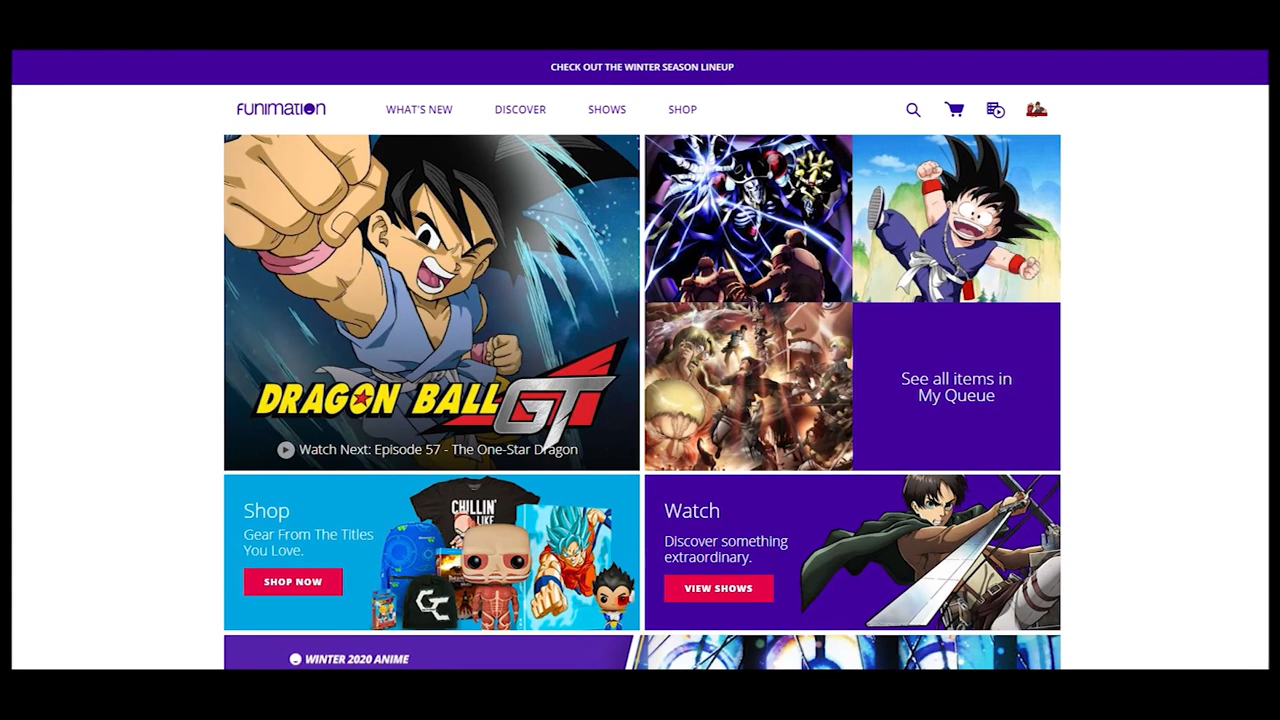 CHECK OUT THE WINTER SEASON LINEUP
FUNIMATION
WHAT'S NEW
DISCOVER
SHOWS
SHOP
DRAGON BALL GT
Watch Next: Episode 57 - The One-Star Dragon
See all items in
My Queue
Shop
Gear From The Titles
You Love.
SHOP NOW
CHILLIN'
LIKE
Watch
Discover something
extraordinary.
VIEW SHOWS
WINTER 2020 ANIME